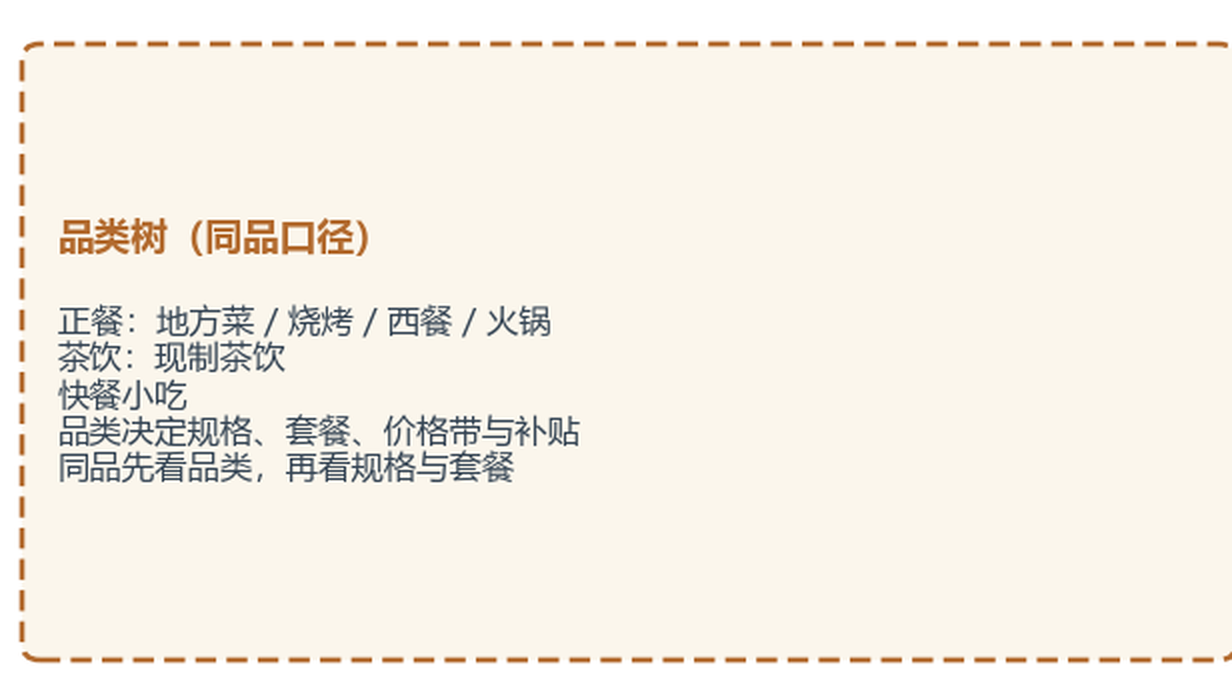 品类树（同品口径）
正餐：地方菜 / 烧烤 / 西餐 / 火锅
茶饮：现制茶饮
快餐小吃
品类决定规格、套餐、价格带与补贴
同品先看品类，再看规格与套餐